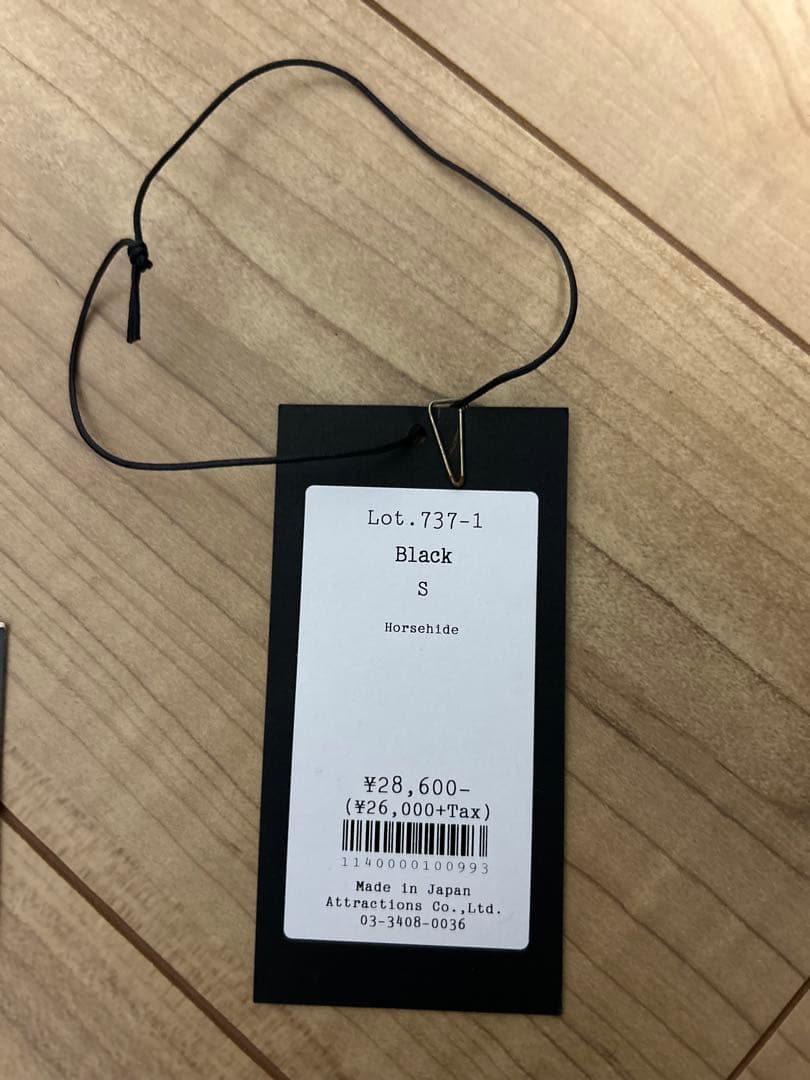 Lot.737-1
Black
S
Horsehide
¥28,600-
(¥26,000+Tax)
1140000100993
Made in Japan
Attractions Co.,Ltd.
03-3408-0036